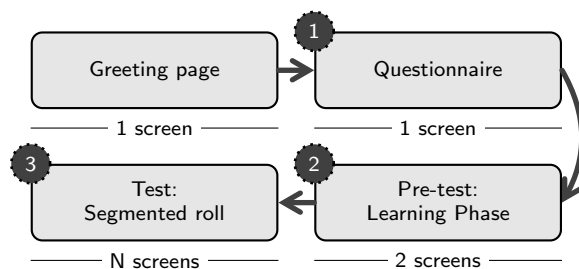 1
Greeting page
Questionnaire
1 screen
1 screen
3
2
Test:
Segmented roll
Pre-test:
Learning Phase
N screens
2 screens